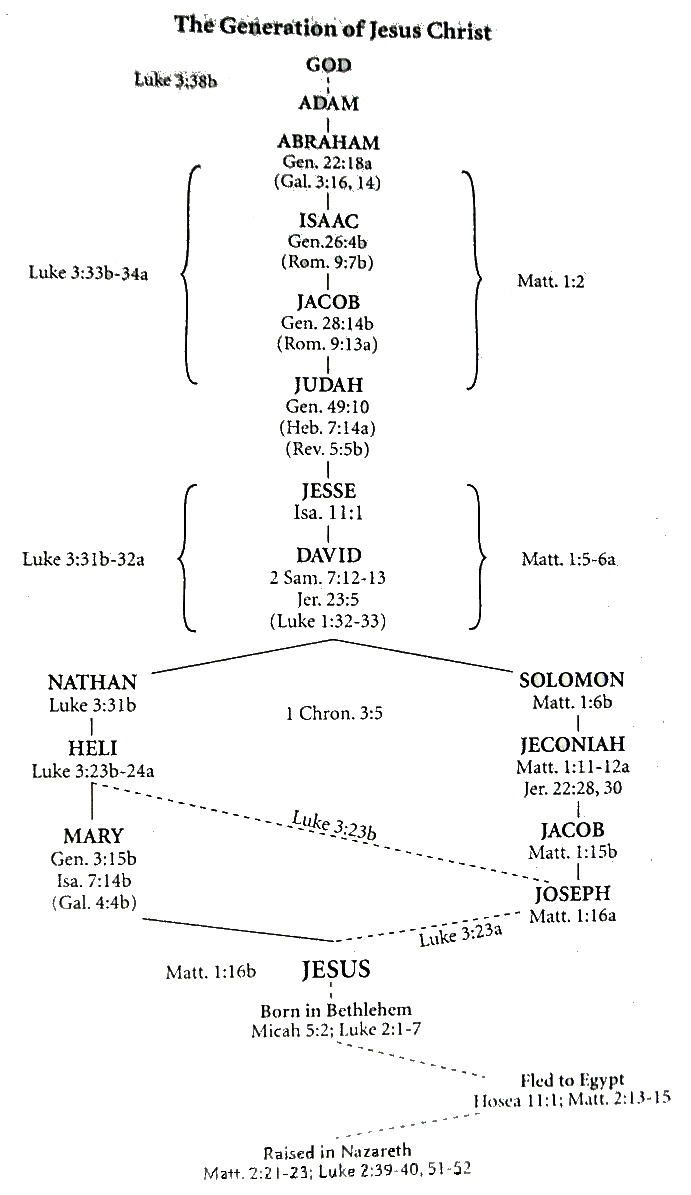 The Generation of Jesus Christ
GOD
Luke 3:38b
ADAM
ABRAHAM
Gen. 22:18a
(Gal. 3:16, 14)
ISAAC
Gen.26:4b
(Rom. 9:7b)
Luke 3:33b-34a
Matt. 1:2
JACOB
Gen. 28:14b
(Rom. 9:13a)
JUDAH
Gen. 49:10
(Heb. 7:14a)
(Rev. 5:5b)
JESSE
Isa. 11:1
Luke 3:31b-32a
DAVID
Matt. 1:5-6a
2 Sam. 7:12-13
Jer. 23:5
(Luke 1:32-33)
NATHAN
Luke 3:31b
1 Chron. 3:5
SOLOMON
Matt. 1:6b
HELI
Luke 3:23b-24a
JECONIAH
Matt. 1:11-12a
Jer. 22:28, 30
Luke 3:23b
MARY
Gen. 3:15b
Isa. 7:14b
(Gal. 4:4b)
JACOB
Matt. 1:15b
JOSEPH
Matt. 1:16a
Luke 3:23a
Matt. 1:16b
JESUS
Born in Bethlehem
Micah 5:2; Luke 2:1-7
Fled to Egypt
Hosea 11:1; Matt. 2:13-15
Raised in Nazareth
Matt. 2:21-23; Luke 2:39-40, 51-52